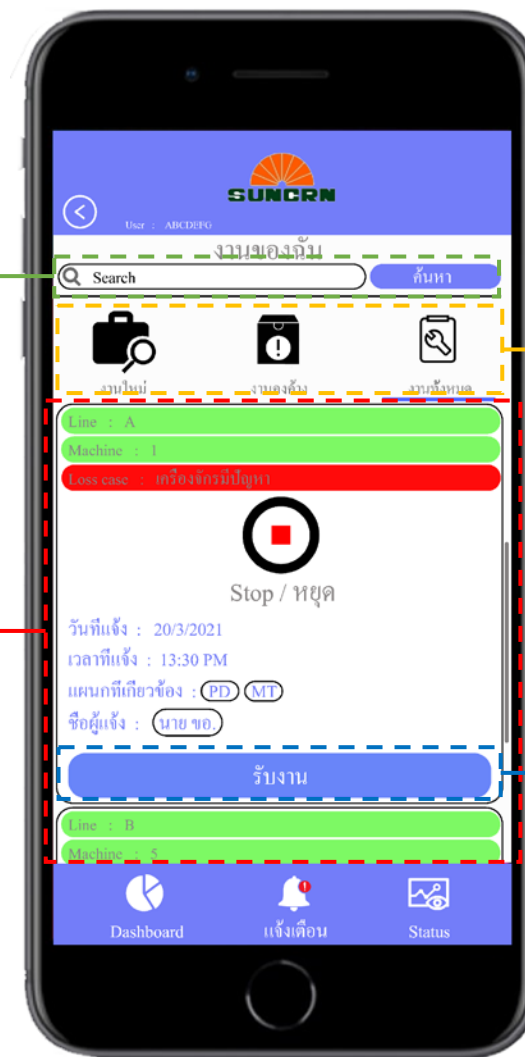 SUNCRN
User : ABCDEFG
งานของฉัน
Search
ค้นหา
งานใหม่
งานคงค้าง
งานทั้งหมด
Line : A
Machine : 1
Loss case : เครื่องจักรมีปัญหา
Stop / หยุด
วันที่แจ้ง : 20/3/2021
เวลาที่แจ้ง : 13:30 PM
แผนกที่เกี่ยวข้อง : PD MT
ชื่อผู้แจ้ง : นาย ขอ.
รับงาน
Line : B
Machine : 5
Dashboard
แจ้งเตือน
Status